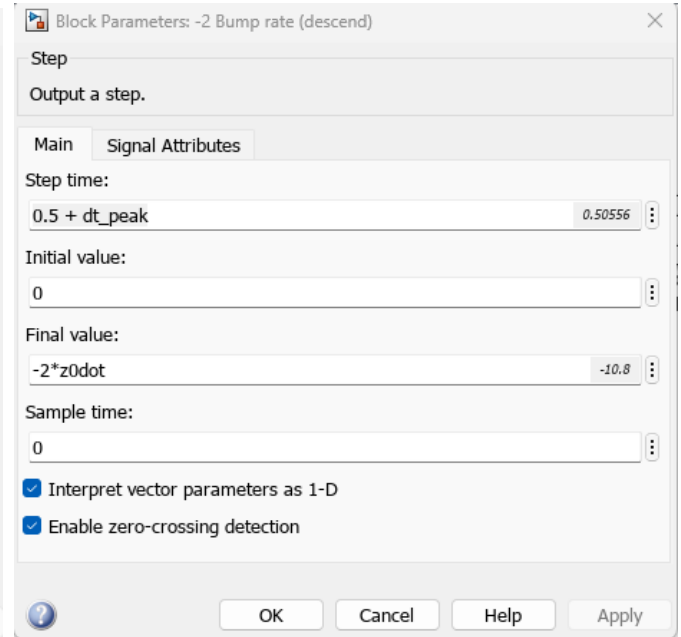 Block Parameters: -2 Bump rate (descend)
Step
Output a step.
Main Signal Attributes
Step time:
0.5 + dt_peak 0.50556
Initial value:
0
Final value:
-2*z0dot -10.8
Sample time:
0
Interpret vector parameters as 1-D
Enable zero-crossing detection
? OK Cancel Help Apply